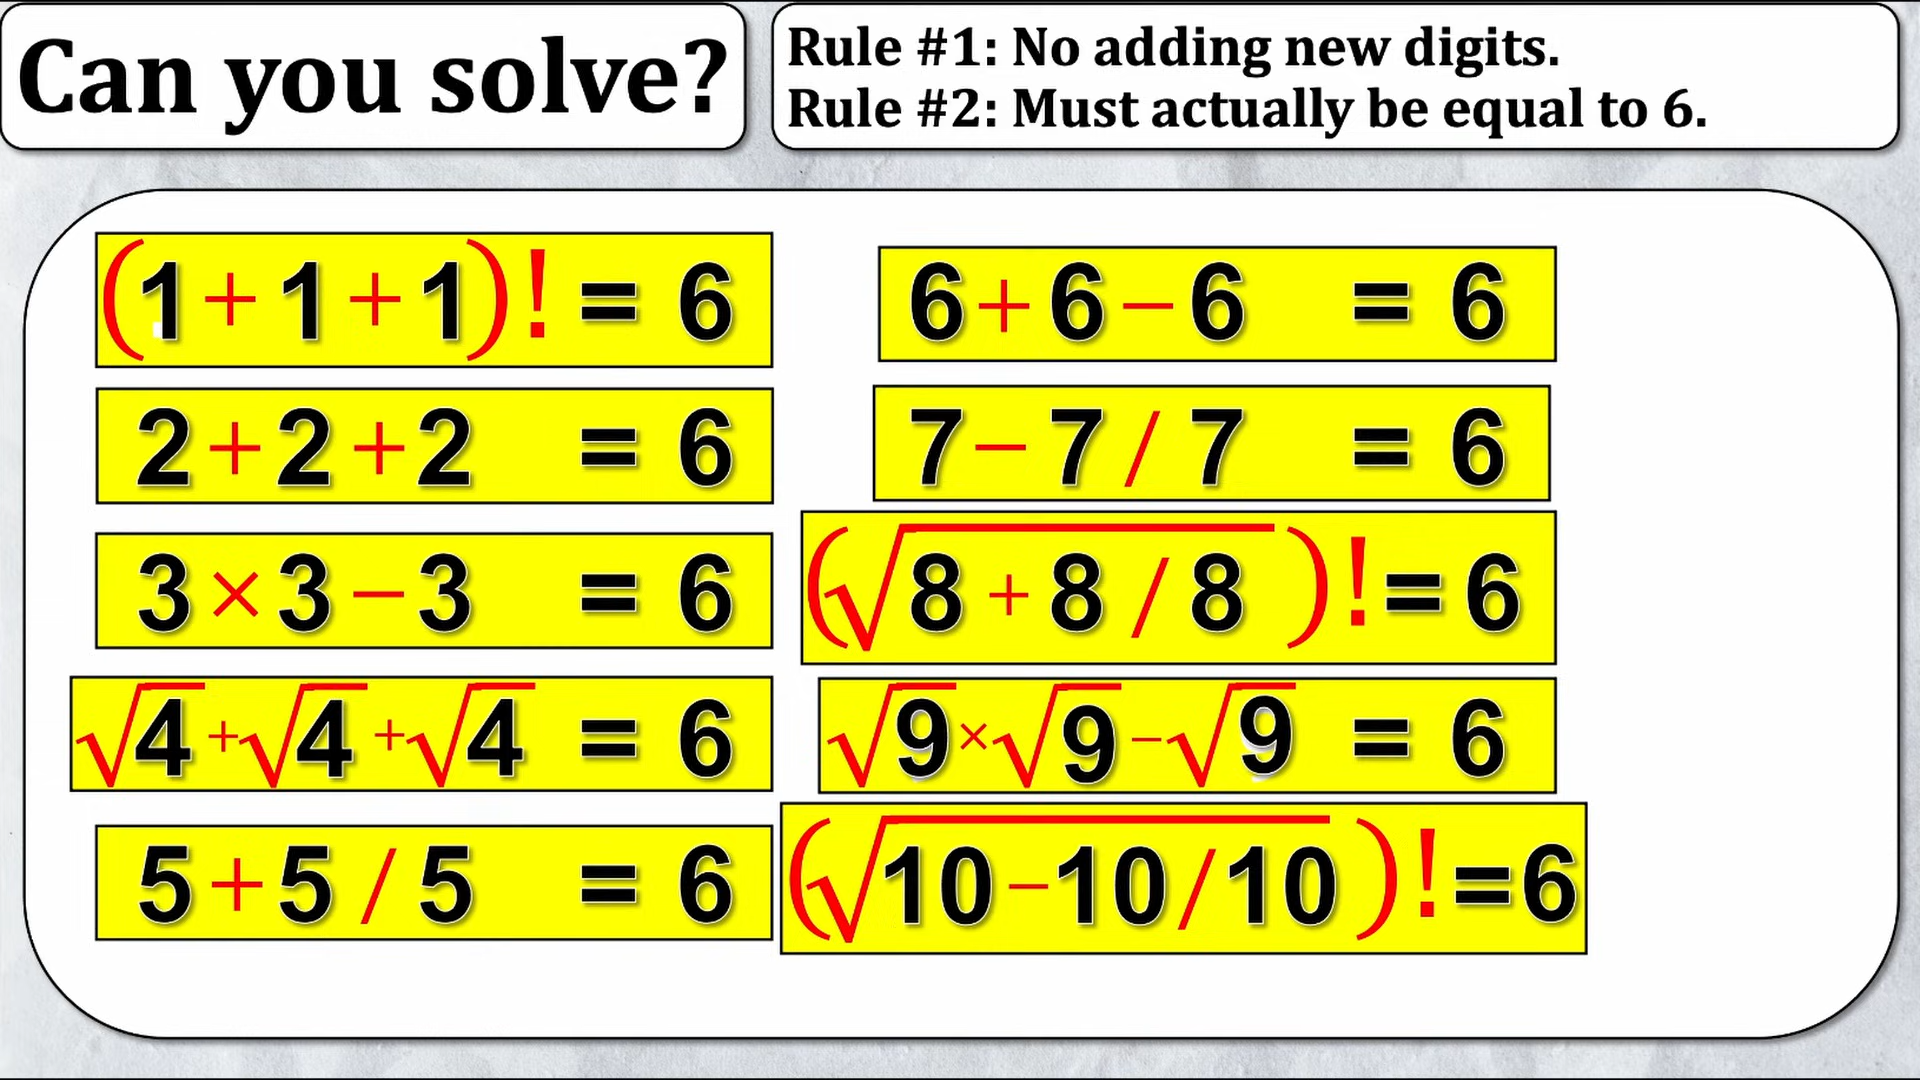 Can you solve?
Rule #1: No adding new digits.
Rule #2: Must actually be equal to 6.
(1+1+1)! = 6
2+2+2 = 6
3×3−3 = 6
√4+√4+√4 = 6
5+5/5 = 6
6+6−6 = 6
7−7/7 = 6
(√8+8/8)! = 6
√9×√9−√9 = 6
(√10−10/10)! = 6